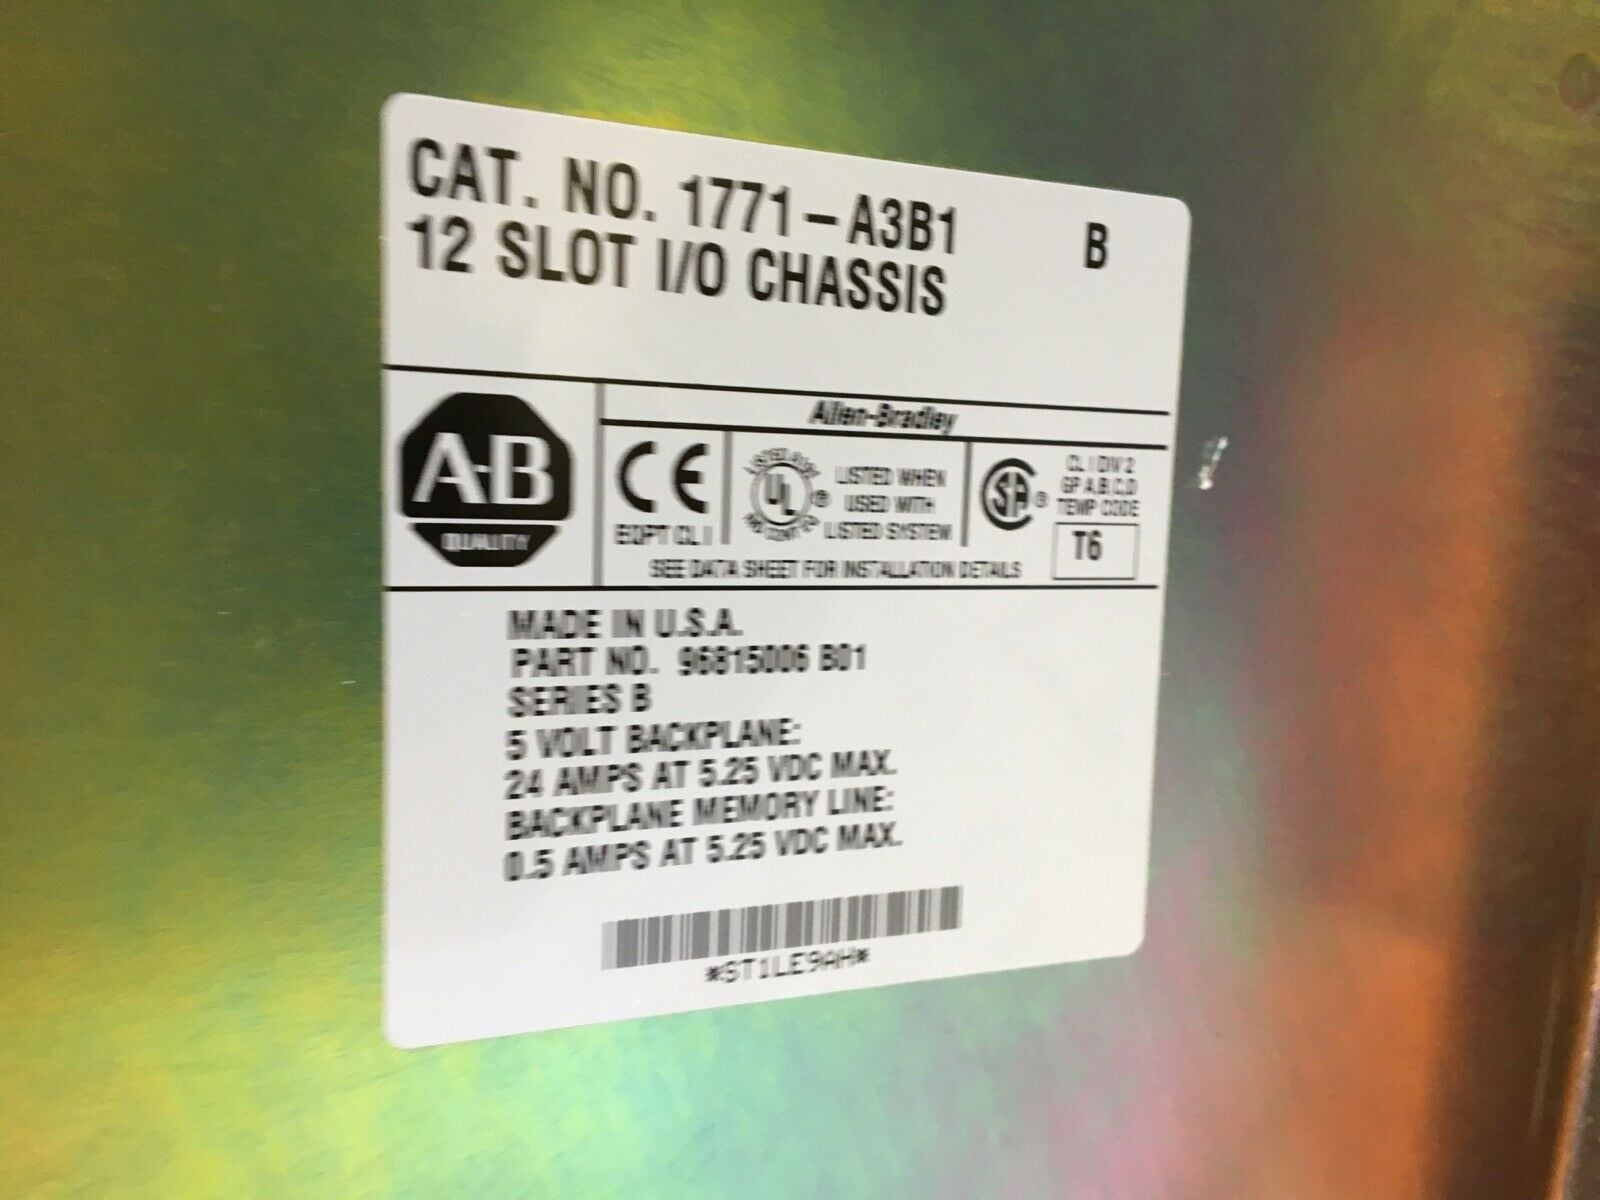 CAT. NO. 1771-A3B1 B
12 SLOT I/O CHASSIS
Allen-Bradley
A-B
QUALITY
CE
EQPT CL I
UL ®
LISTED WHEN
USED WITH
LISTED SYSTEM
SA ®
CL I DIV 2
GP A,B,C,D
TEMP CODE
T6
SEE DATA SHEET FOR INSTALLATION DETAILS
MADE IN U.S.A.
PART NO. 96815006 B01
SERIES B
5 VOLT BACKPLANE:
24 AMPS AT 5.25 VDC MAX.
BACKPLANE MEMORY LINE:
0.5 AMPS AT 5.25 VDC MAX.
*ST1LE9AH*